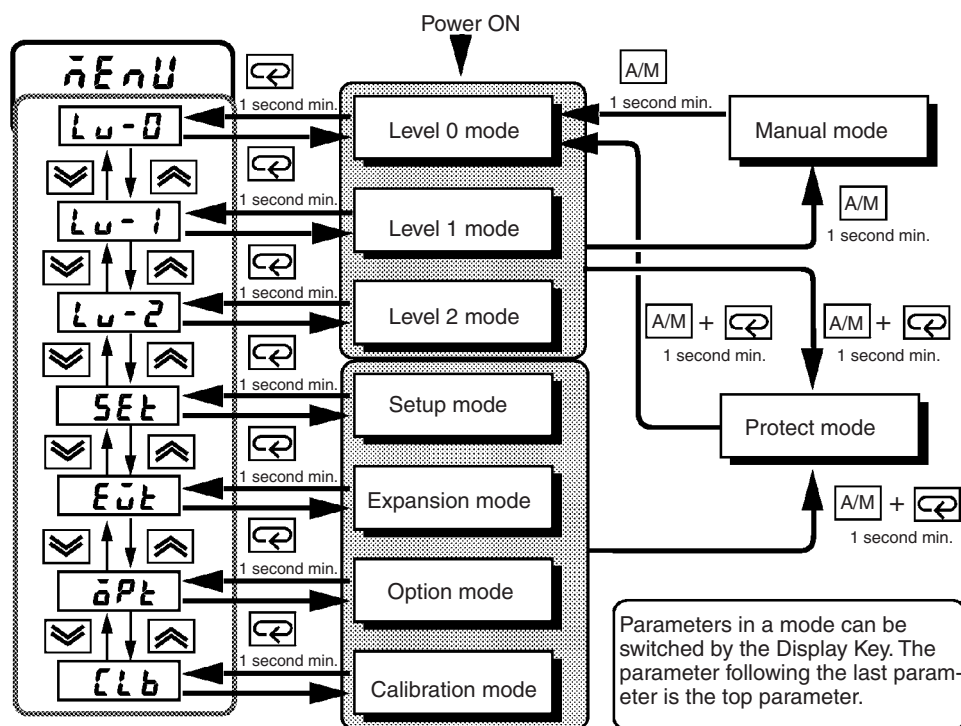 Power ON
mEnU
A/M
1 second min.
1 second min.
Lu-0
Level 0 mode
Manual mode
1 second min.
A/M
Lu-1
Level 1 mode
1 second min.
1 second min.
Lu-2
Level 2 mode
A/M +
A/M +
1 second min.
1 second min.
1 second min.
SEt
Setup mode
Protect mode
1 second min.
Eut
Expansion mode
A/M +
1 second min.
1 second min.
oPt
Option mode
Parameters in a mode can be
switched by the Display Key. The
parameter following the last param-
eter is the top parameter.
1 second min.
CLb
Calibration mode